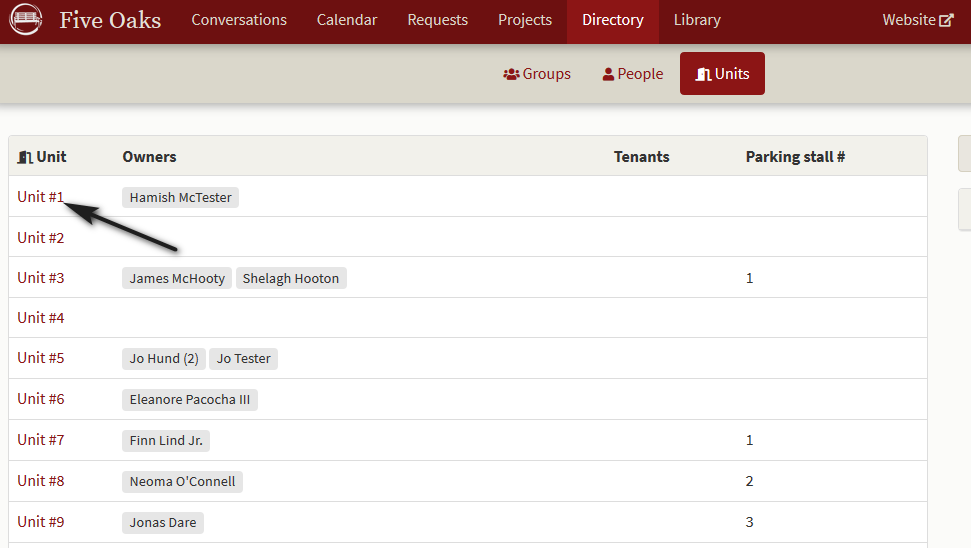 Five Oaks Conversations Calendar Requests Projects Directory Library Website
Groups People Units
Unit Owners Tenants Parking stall #
Unit #1 Hamish McTester
Unit #2
Unit #3 James McHooty Shelagh Hooton 1
Unit #4
Unit #5 Jo Hund (2) Jo Tester
Unit #6 Eleanore Pacocha III
Unit #7 Finn Lind Jr. 1
Unit #8 Neoma O'Connell 2
Unit #9 Jonas Dare 3